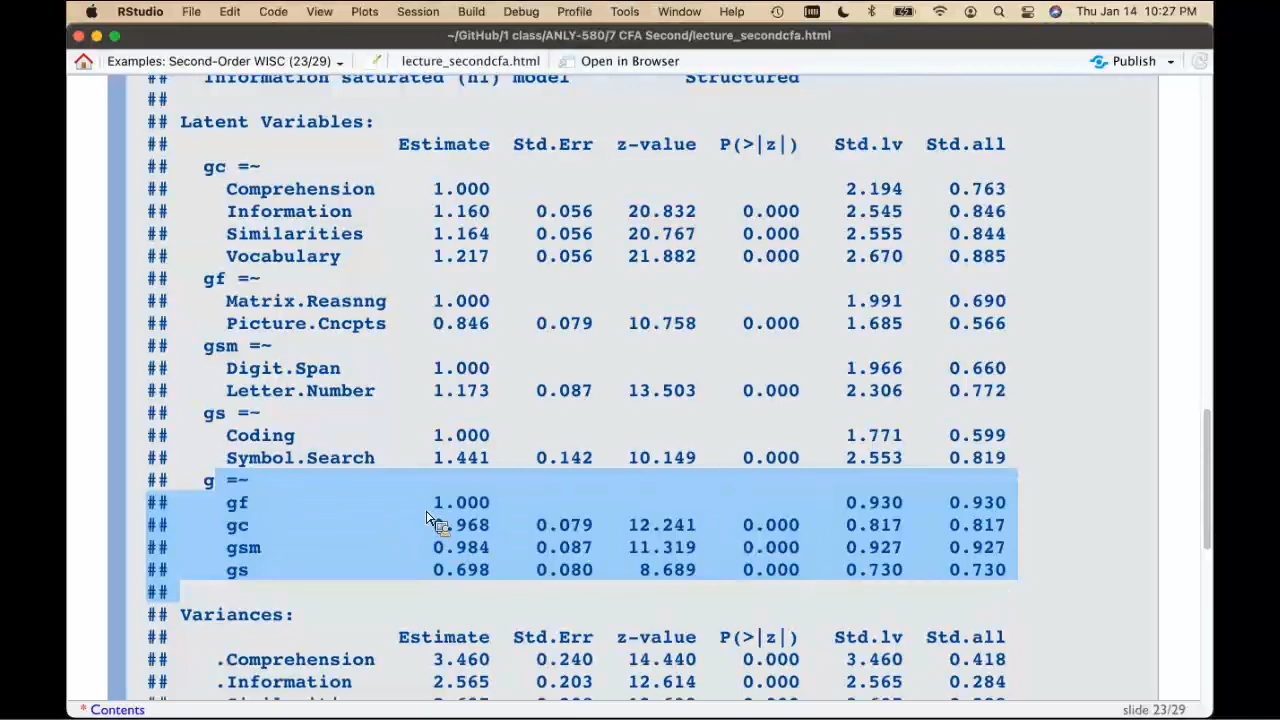 RStudio File Edit Code View Plots Session Build Debug Profile Tools Window Help Thu Jan 14 10:27 PM
~/GitHub/1 class/ANLY-580/7 CFA Second/lecture_secondcfa.html
Examples: Second-Order WISC (23/29) lecture_secondcfa.html Open in Browser Publish
## Information saturated (h1) model Structured
##
## Latent Variables:
## Estimate Std.Err z-value P(>|z|) Std.lv Std.all
## gc =~
## Comprehension 1.000 2.194 0.763
## Information 1.160 0.056 20.832 0.000 2.545 0.846
## Similarities 1.164 0.056 20.767 0.000 2.555 0.844
## Vocabulary 1.217 0.056 21.882 0.000 2.670 0.885
## gf =~
## Matrix.Reasnng 1.000 1.991 0.690
## Picture.Cncpts 0.846 0.079 10.758 0.000 1.685 0.566
## gsm =~
## Digit.Span 1.000 1.966 0.660
## Letter.Number 1.173 0.087 13.503 0.000 2.306 0.772
## gs =~
## Coding 1.000 1.771 0.599
## Symbol.Search 1.441 0.142 10.149 0.000 2.553 0.819
## g =~
## gf 1.000 0.930 0.930
## gc .968 0.079 12.241 0.000 0.817 0.817
## gsm 0.984 0.087 11.319 0.000 0.927 0.927
## gs 0.698 0.080 8.689 0.000 0.730 0.730
##
## Variances:
## Estimate Std.Err z-value P(>|z|) Std.lv Std.all
## .Comprehension 3.460 0.240 14.440 0.000 3.460 0.418
## .Information 2.565 0.203 12.614 0.000 2.565 0.284
* Contents slide 23/29